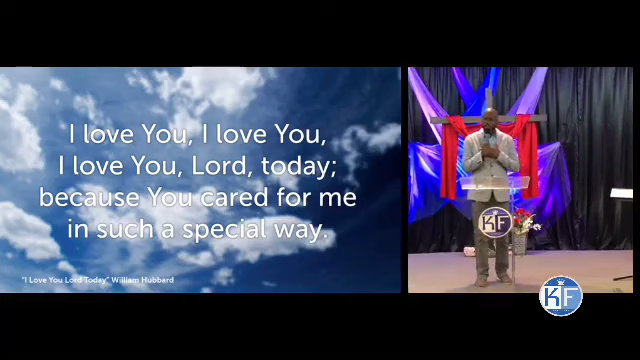 I love You, I love You,
I love You, Lord, today;
because You cared for me
in such a special way.
"I Love You Lord Today" William Hubbard
KF
KF